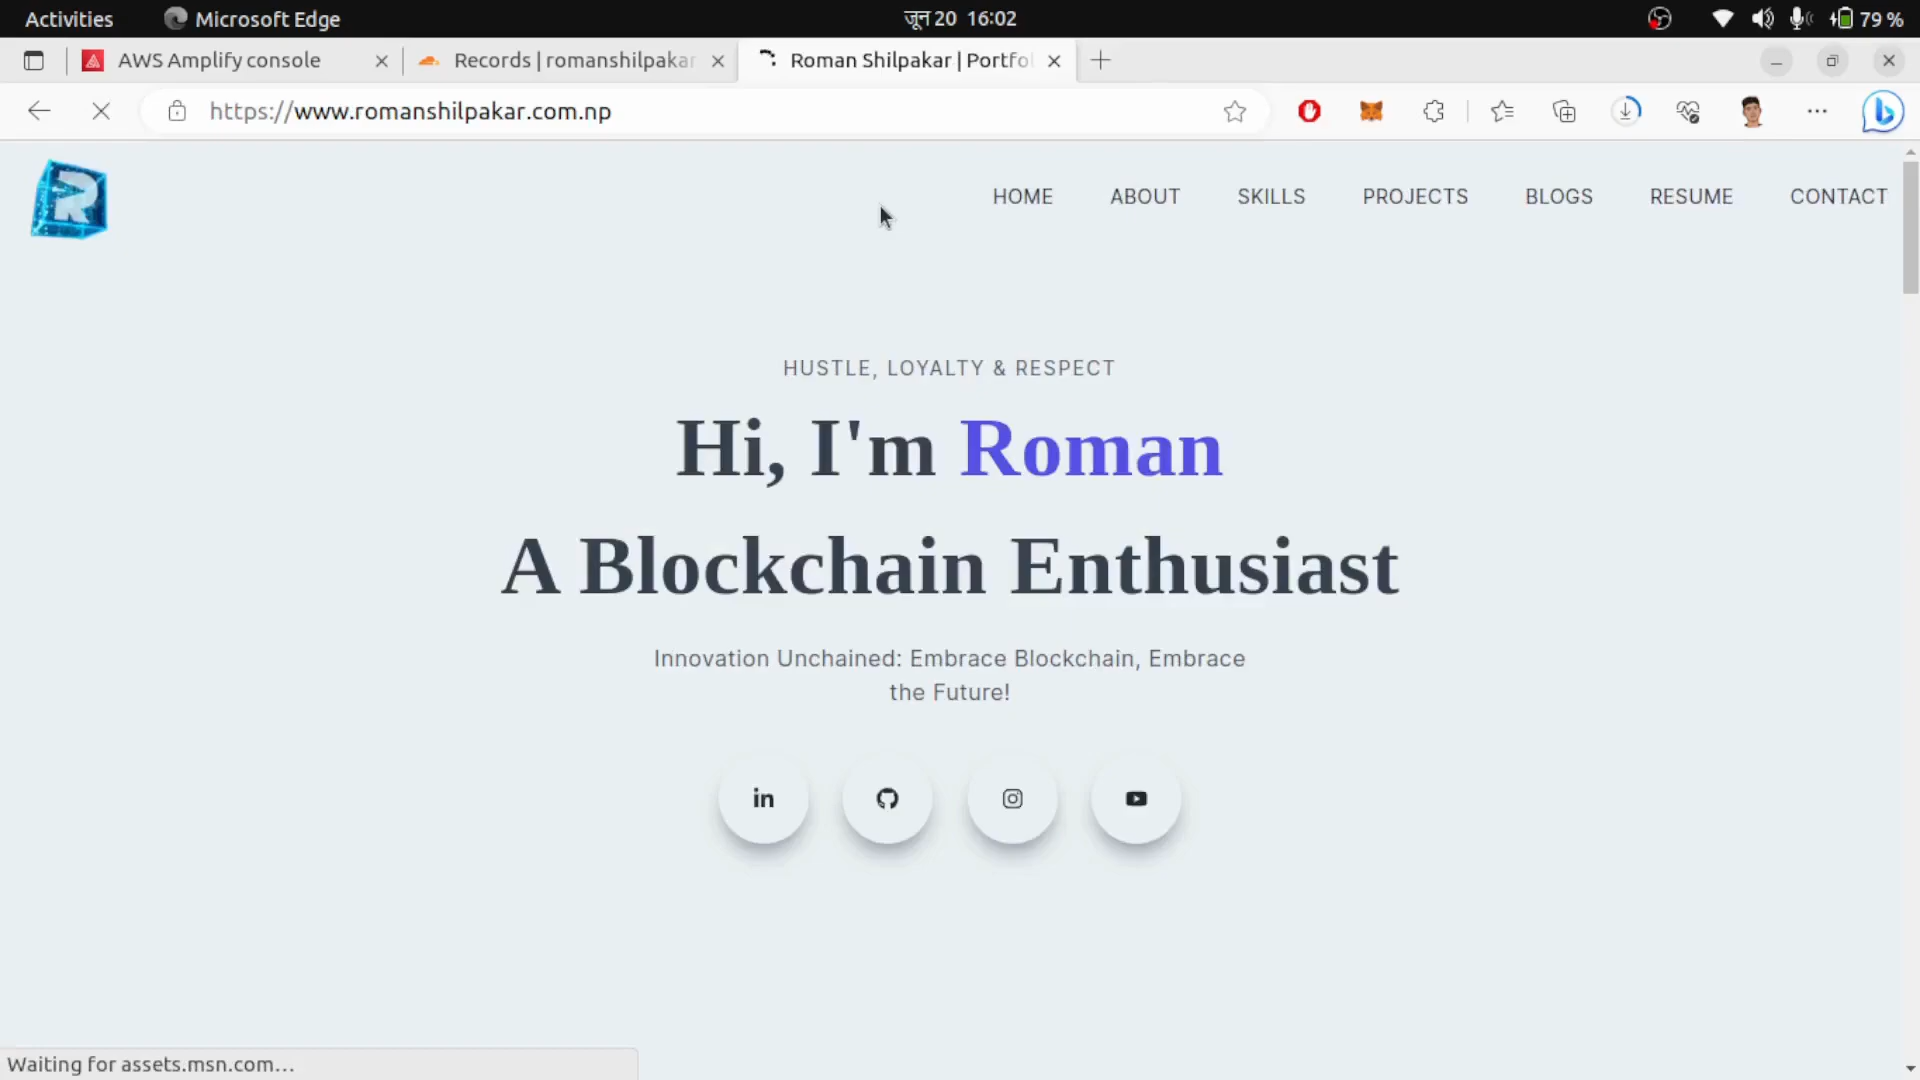 Activities Microsoft Edge जून 20 16:02 79 %
AWS Amplify console Records | romanshilpakar Roman Shilpakar | Portfo
https://www.romanshilpakar.com.np
R
HOME ABOUT SKILLS PROJECTS BLOGS RESUME CONTACT
HUSTLE, LOYALTY & RESPECT
Hi, I'm Roman
A Blockchain Enthusiast
Innovation Unchained: Embrace Blockchain, Embrace
the Future!
in
Waiting for assets.msn.com...